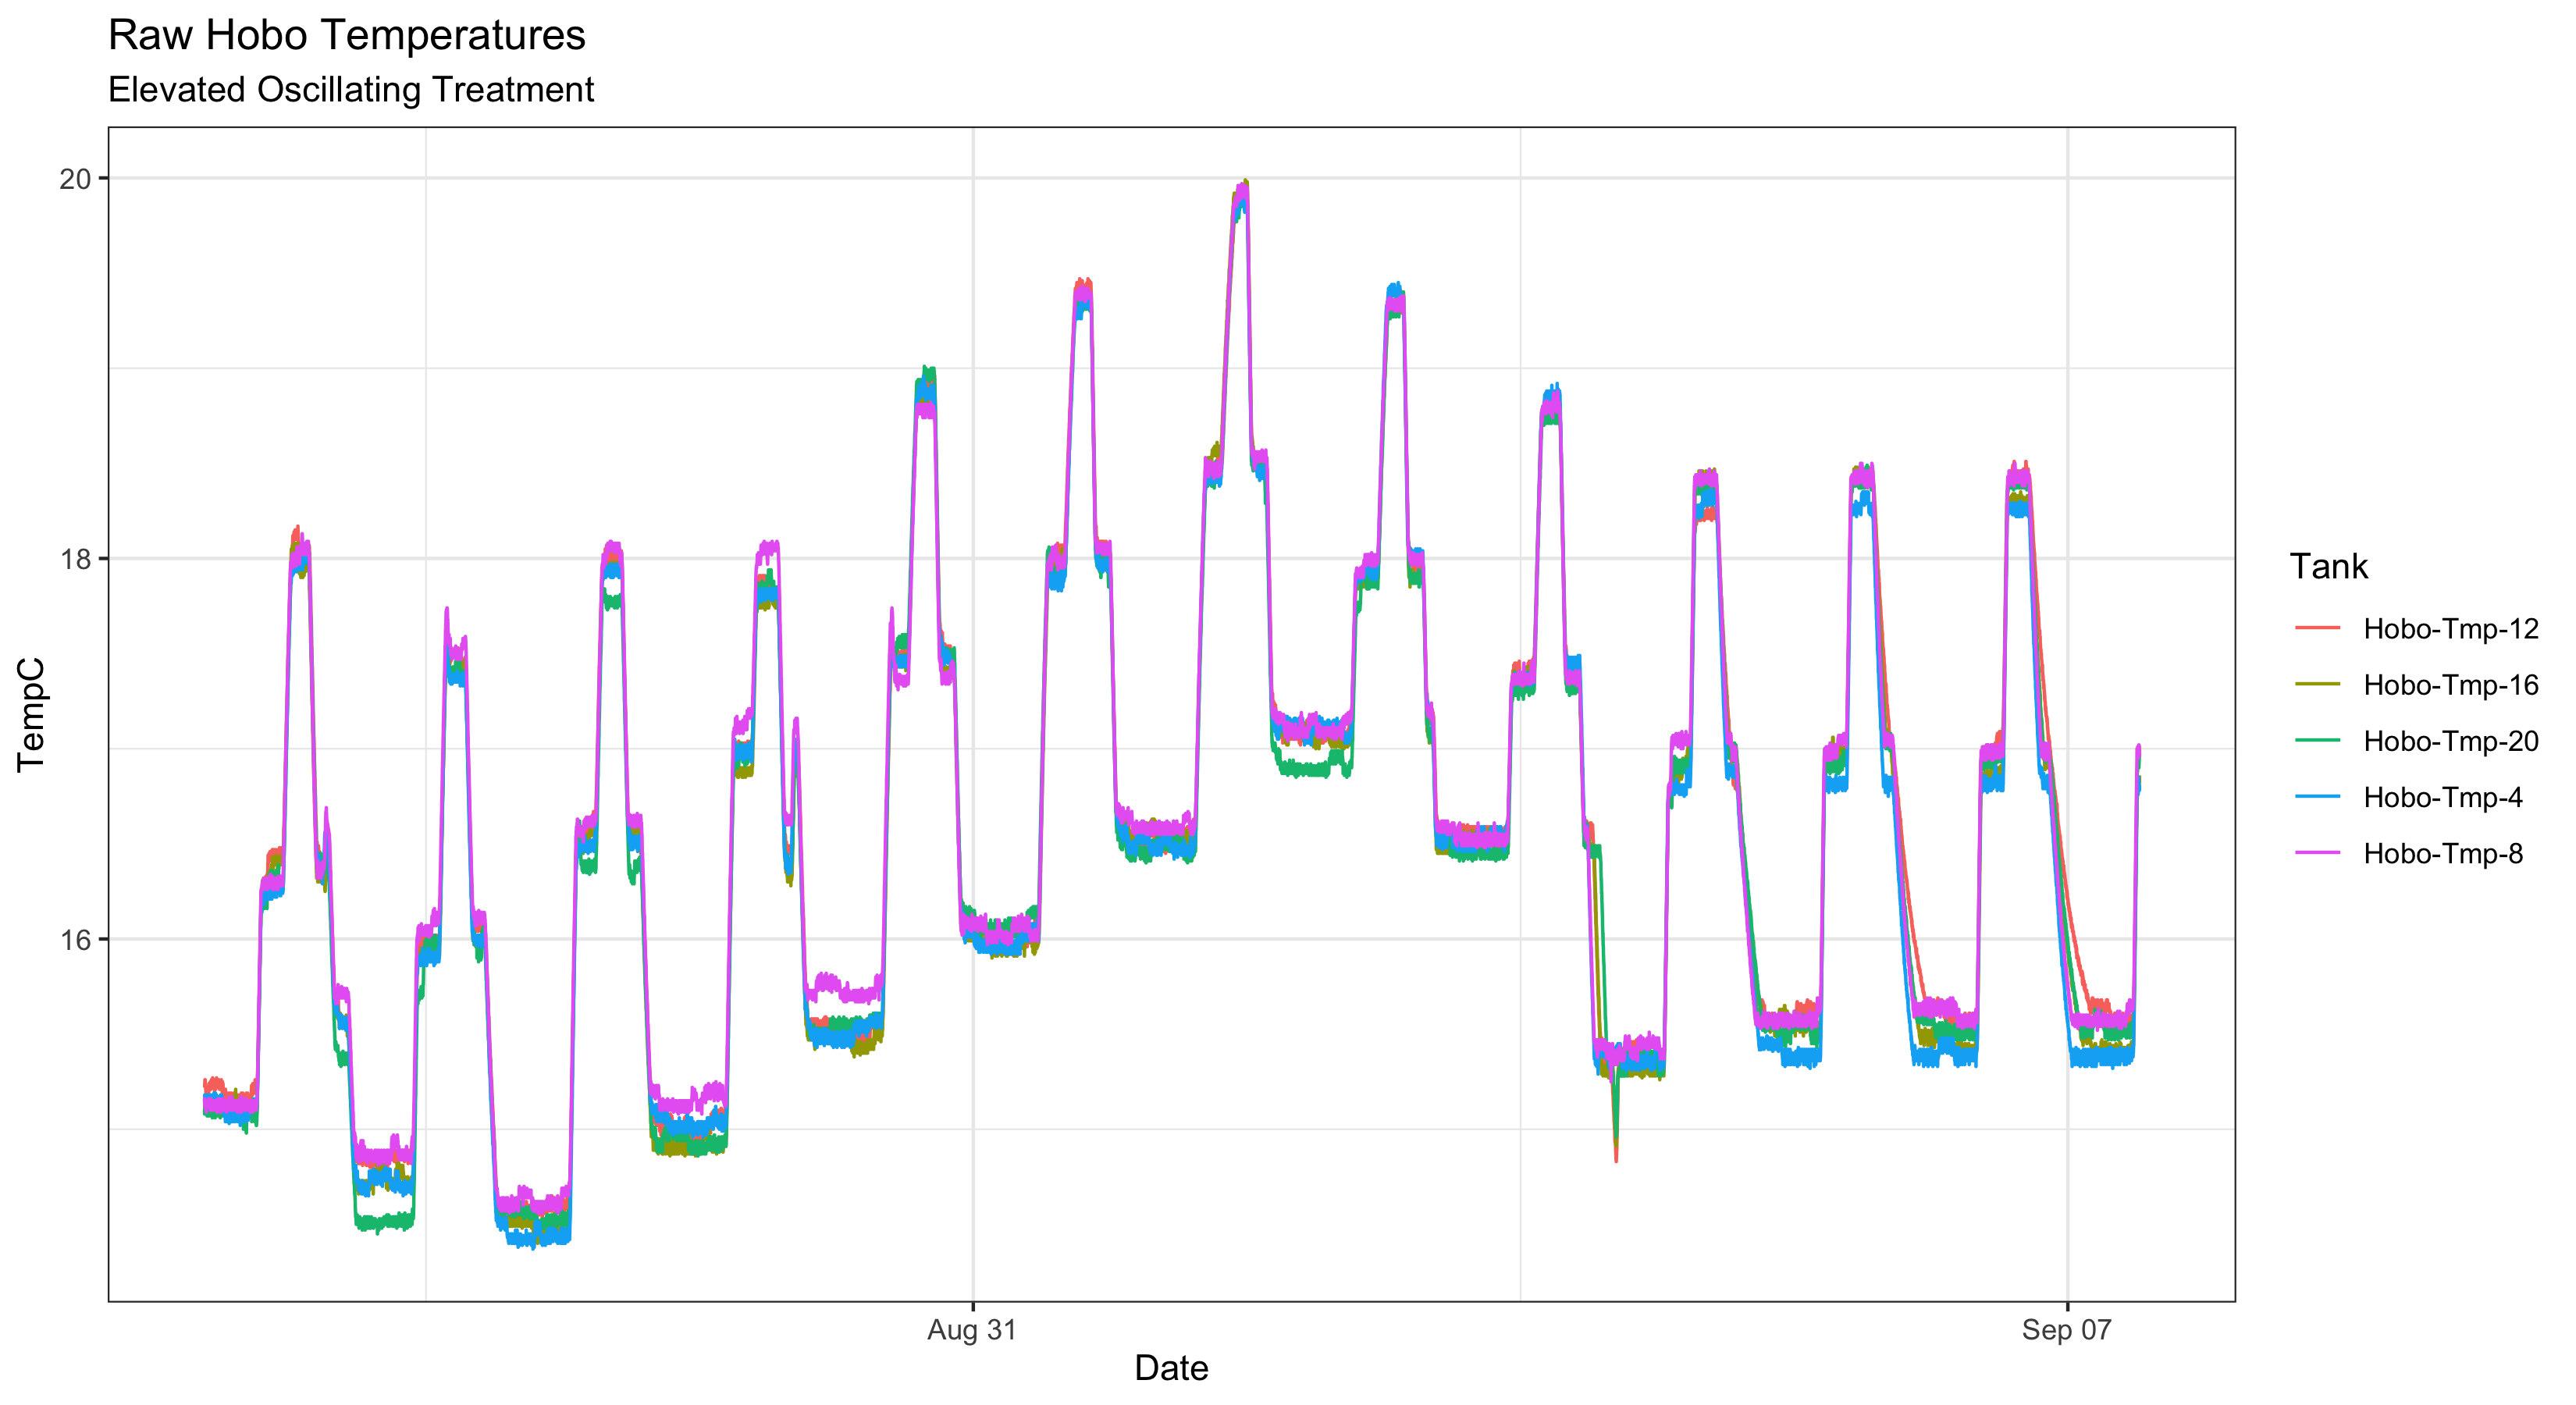 Raw Hobo Temperatures
Elevated Oscillating Treatment
TempC
20
18
16
Aug 31
Sep 07
Date
Tank
Hobo-Tmp-12
Hobo-Tmp-16
Hobo-Tmp-20
Hobo-Tmp-4
Hobo-Tmp-8